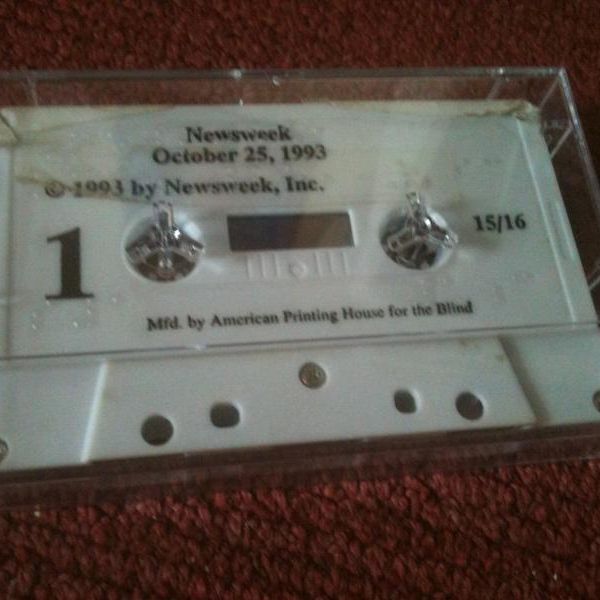 Newsweek
October 25, 1993
© 1993 by Newsweek, Inc.
1
15/16
Mfd. by American Printing House for the Blind